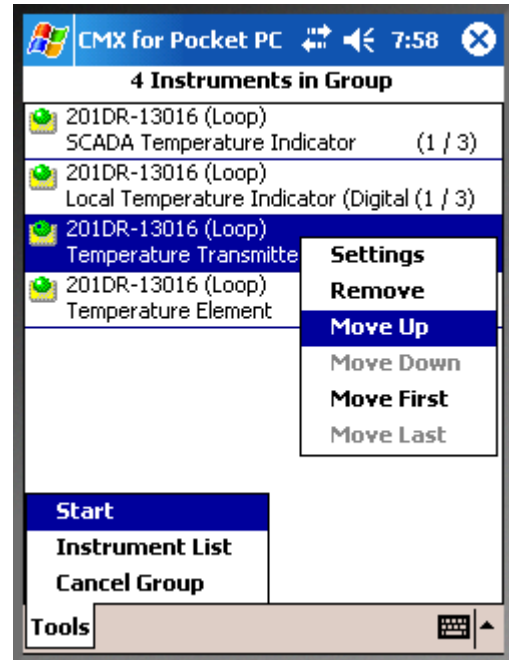 CMX for Pocket PC 7:58
4 Instruments in Group
201DR-13016 (Loop)
SCADA Temperature Indicator (1 / 3)
201DR-13016 (Loop)
Local Temperature Indicator (Digital (1 / 3)
201DR-13016 (Loop)
Temperature Transmitte
201DR-13016 (Loop)
Temperature Element
Settings
Remove
Move Up
Move Down
Move First
Move Last
Start
Instrument List
Cancel Group
Tools